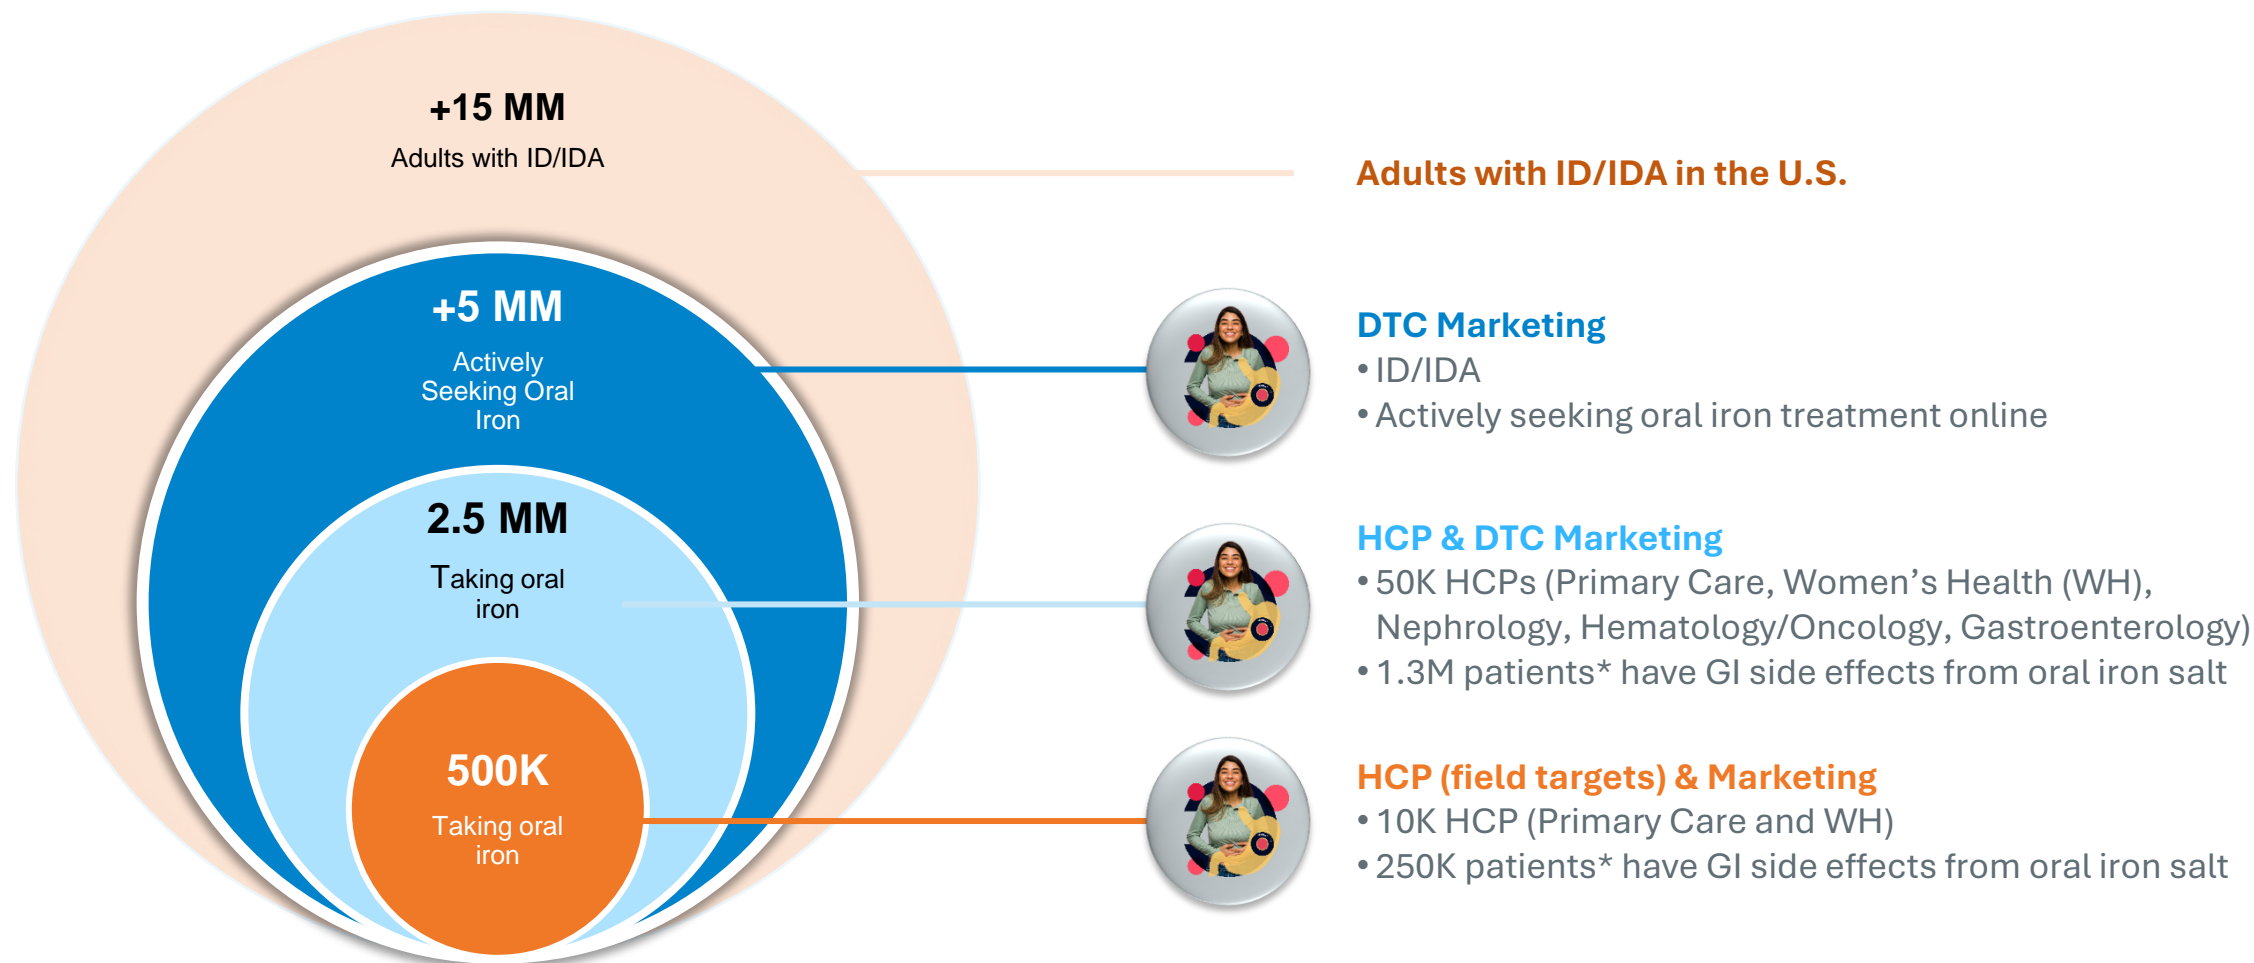 +15 MM
Adults with ID/IDA
+5 MM
Actively
Seeking Oral
Iron
2.5 MM
Taking oral
iron
500K
Taking oral
iron
Adults with ID/IDA in the U.S.
DTC Marketing
• ID/IDA
• Actively seeking oral iron treatment online
HCP & DTC Marketing
• 50K HCPs (Primary Care, Women’s Health (WH),
Nephrology, Hematology/Oncology, Gastroenterology)
• 1.3M patients* have GI side effects from oral iron salt
HCP (field targets) & Marketing
• 10K HCP (Primary Care and WH)
• 250K patients* have GI side effects from oral iron salt